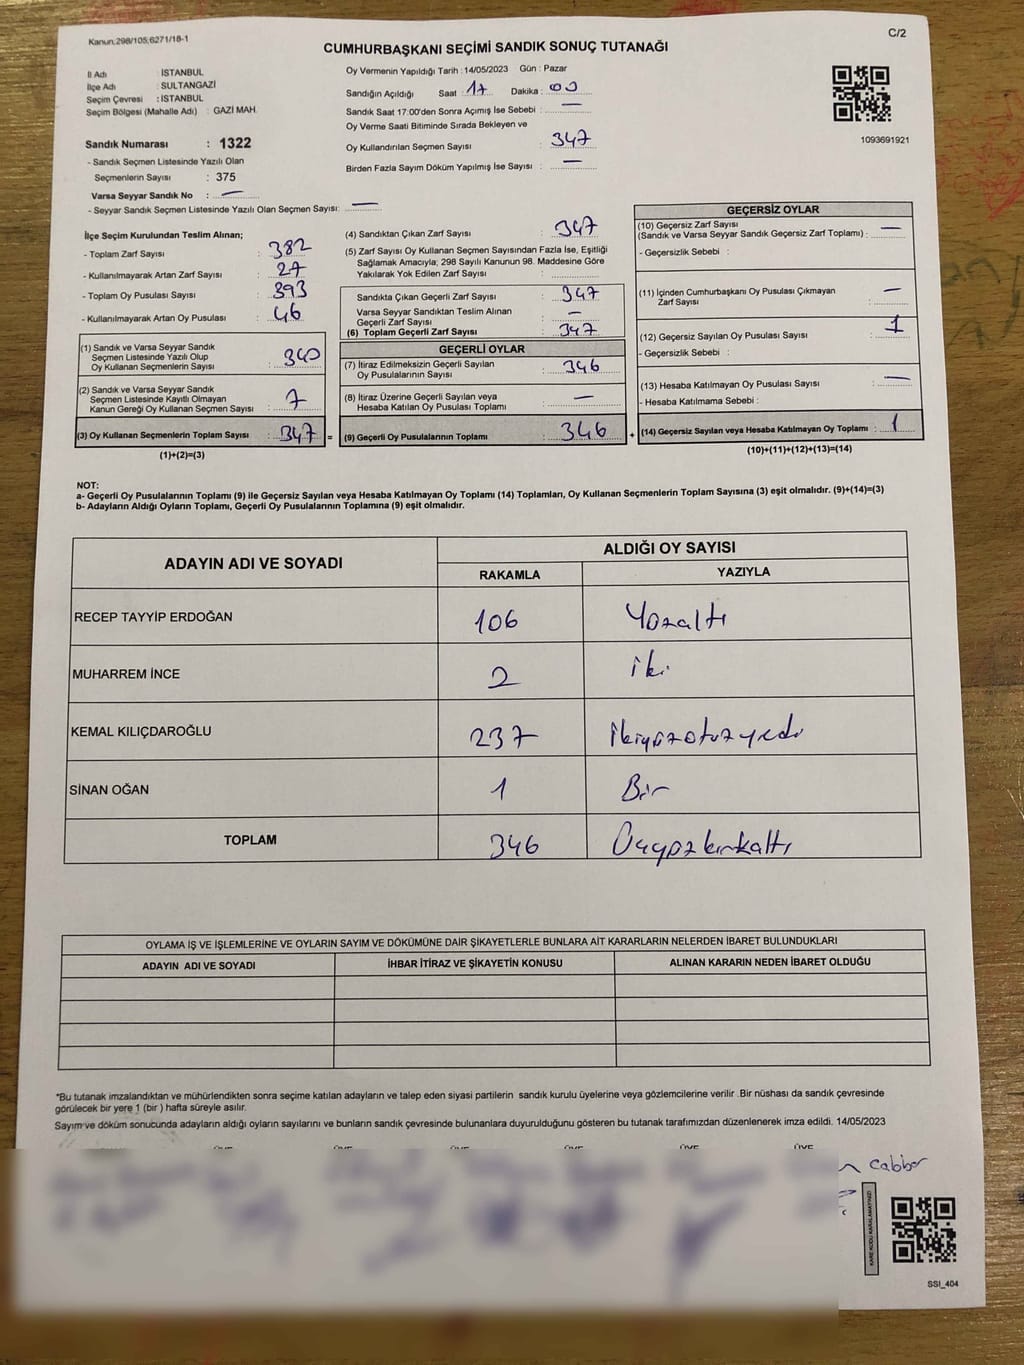 Kanun;298/105,6271/18-1
C/2
CUMHURBAŞKANI SEÇİMİ SANDIK SONUÇ TUTANAĞI
İl Adı : İSTANBUL
İlçe Adı : SULTANGAZİ
Seçim Çevresi : İSTANBUL
Seçim Bölgesi (Mahalle Adı) : GAZİ MAH.
Sandık Numarası : 1322
- Sandık Seçmen Listesinde Yazılı Olan
Seçmenlerin Sayısı : 375
Varsa Seyyar Sandık No : —
- Seyyar Sandık Seçmen Listesinde Yazılı Olan Seçmen Sayısı: —
Oy Vermenin Yapıldığı Tarih : 14/05/2023 Gün : Pazar
Sandığın Açıldığı Saat : 17 Dakika : 00
Sandık Saat 17:00'den Sonra Açımış İse Sebebi : —
Oy Verme Saati Bitiminde Sırada Bekleyen ve
Oy Kullandırılan Seçmen Sayısı : 347
Birden Fazla Sayım Döküm Yapılmış İse Sayısı : —
1093691921
İlçe Seçim Kurulundan Teslim Alınan;
- Toplam Zarf Sayısı : 382
- Kullanılmayarak Artan Zarf Sayısı : 27
- Toplam Oy Pusulası Sayısı : 393
- Kullanılmayarak Artan Oy Pusulası : 46
(1) Sandık ve Varsa Seyyar Sandık
Seçmen Listesinde Yazılı Olup
Oy Kullanan Seçmenlerin Sayısı : 340
(2) Sandık ve Varsa Seyyar Sandık
Seçmen Listesinde Kayıtlı Olmayan
Kanun Gereği Oy Kullanan Seçmen Sayısı : 7
(3) Oy Kullanan Seçmenlerin Toplam Sayısı : 347 =
(1)+(2)=(3)
(4) Sandıktan Çıkan Zarf Sayısı : 347
(5) Zarf Sayısı Oy Kullanan Seçmen Sayısından Fazla İse, Eşitliği
Sağlamak Amacıyla; 298 Sayılı Kanunun 98. Maddesine Göre
Yakılarak Yok Edilen Zarf Sayısı :
Sandıkta Çıkan Geçerli Zarf Sayısı : 347
Varsa Seyyar Sandıktan Teslim Alınan
Geçerli Zarf Sayısı : —
(6) Toplam Geçerli Zarf Sayısı : 347
GEÇERLİ OYLAR
(7) İtiraz Edilmeksizin Geçerli Sayılan
Oy Pusulalarının Sayısı : 346
(8) İtiraz Üzerine Geçerli Sayılan veya
Hesaba Katılan Oy Pusulası Toplamı : —
(9) Geçerli Oy Pusulalarının Toplamı : 346 +
GEÇERSİZ OYLAR
(10) Geçersiz Zarf Sayısı
(Sandık ve Varsa Seyyar Sandık Geçersiz Zarf Toplamı) : —
- Geçersizlik Sebebi :
(11) İçinden Cumhurbaşkanı Oy Pusulası Çıkmayan
Zarf Sayısı : —
(12) Geçersiz Sayılan Oy Pusulası Sayısı : 1
- Geçersizlik Sebebi :
(13) Hesaba Katılmayan Oy Pusulası Sayısı : —
- Hesaba Katılmama Sebebi :
(14) Geçersiz Sayılan veya Hesaba Katılmayan Oy Toplamı : 1
(10)+(11)+(12)+(13)=(14)
NOT:
a- Geçerli Oy Pusulalarının Toplamı (9) ile Geçersiz Sayılan veya Hesaba Katılmayan Oy Toplamı (14) Toplamları, Oy Kullanan Seçmenlerin Toplam Sayısına (3) eşit olmalıdır. (9)+(14)=(3)
b- Adayların Aldığı Oyların Toplamı, Geçerli Oy Pusulalarının Toplamına (9) eşit olmalıdır.
ADAYIN ADI VE SOYADI
ALDIĞI OY SAYISI
RAKAMLA YAZIYLA
RECEP TAYYİP ERDOĞAN 106 Yüzaltı
MUHARREM İNCE 2 iki
KEMAL KILIÇDAROĞLU 237 ikiyüzotuzyedi
SİNAN OĞAN 1 Bir
TOPLAM 346 Üçyüzkırkaltı
OYLAMA İŞ VE İŞLEMLERİNE VE OYLARIN SAYIM VE DÖKÜMÜNE DAİR ŞİKAYETLERLE BUNLARA AİT KARARLARIN NELERDEN İBARET BULUNDUKLARI
ADAYIN ADI VE SOYADI İHBAR İTİRAZ VE ŞİKAYETİN KONUSU ALINAN KARARIN NEDEN İBARET OLDUĞU
*Bu tutanak imzalandıktan ve mühürlendikten sonra seçime katılan adayların ve talep eden siyasi partilerin sandık kurulu üyelerine veya gözlemcilerine verilir .Bir nüshası da sandık çevresinde
görülecek bir yere 1 (bir ) hafta süreyle asılır.
Sayım ve döküm sonucunda adayların aldığı oyların sayılarını ve bunların sandık çevresinde bulunanlara duyurulduğunu gösteren bu tutanak tarafımızdan düzenlenerek imza edildi. 14/05/2023
ÜYE ÜYE ÜYE ÜYE ÜYE ÜYE
cabbar
KARE KODU KARALAMAYINIZ!
SSİ_404